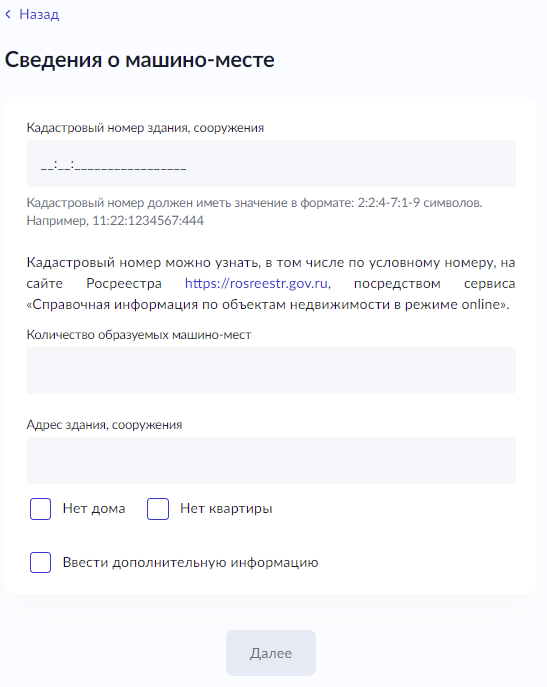 Назад
Сведения о машино-месте
Кадастровый номер здания, сооружения
__:__:_________________
Кадастровый номер должен иметь значение в формате: 2:2:4-7:1-9 символов.
Например, 11:22:1234567:444
Кадастровый номер можно узнать, в том числе по условному номеру, на
сайте Росреестра https://rosreestr.gov.ru, посредством сервиса
«Справочная информация по объектам недвижимости в режиме online».
Количество образуемых машино-мест
Адрес здания, сооружения
Нет дома Нет квартиры
Ввести дополнительную информацию
Далее